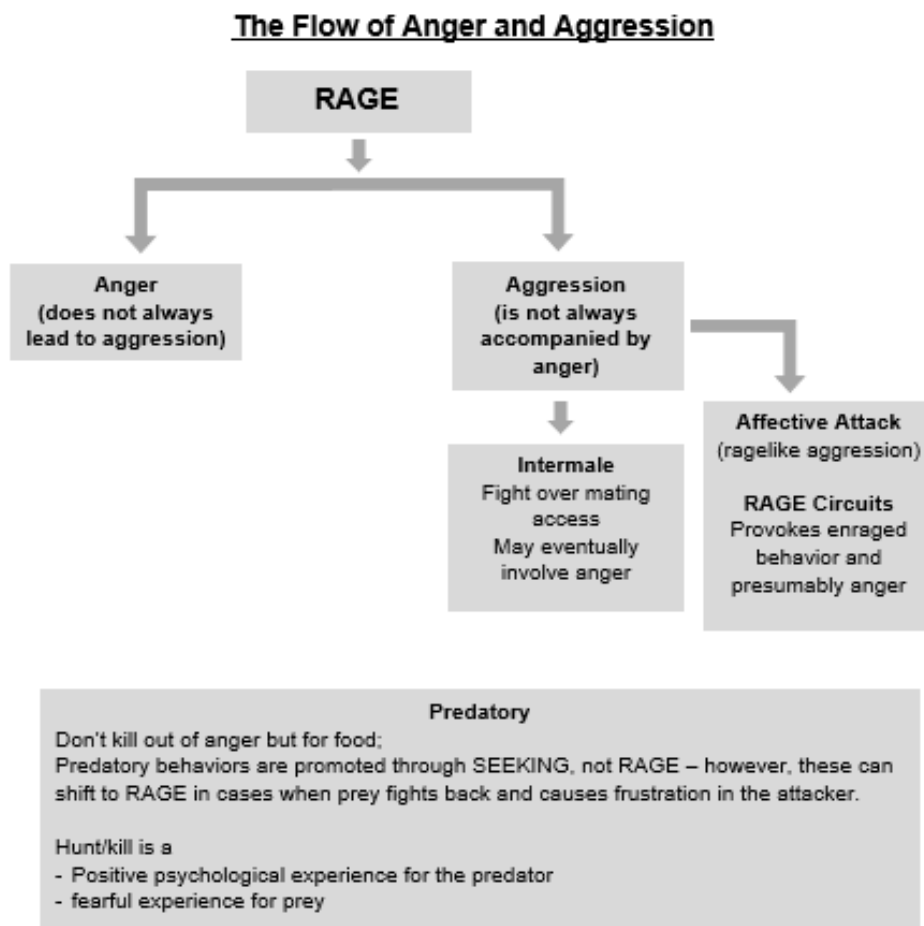 The Flow of Anger and Aggression
RAGE
Anger
(does not always
lead to aggression)
Aggression
(is not always
accompanied by
anger)
Intermale
Fight over mating
access
May eventually
involve anger
Affective Attack
(ragelike aggression)
RAGE Circuits
Provokes enraged
behavior and
presumably anger
Predatory
Don't kill out of anger but for food;
Predatory behaviors are promoted through SEEKING, not RAGE – however, these can
shift to RAGE in cases when prey fights back and causes frustration in the attacker.
Hunt/kill is a
- Positive psychological experience for the predator
- fearful experience for prey